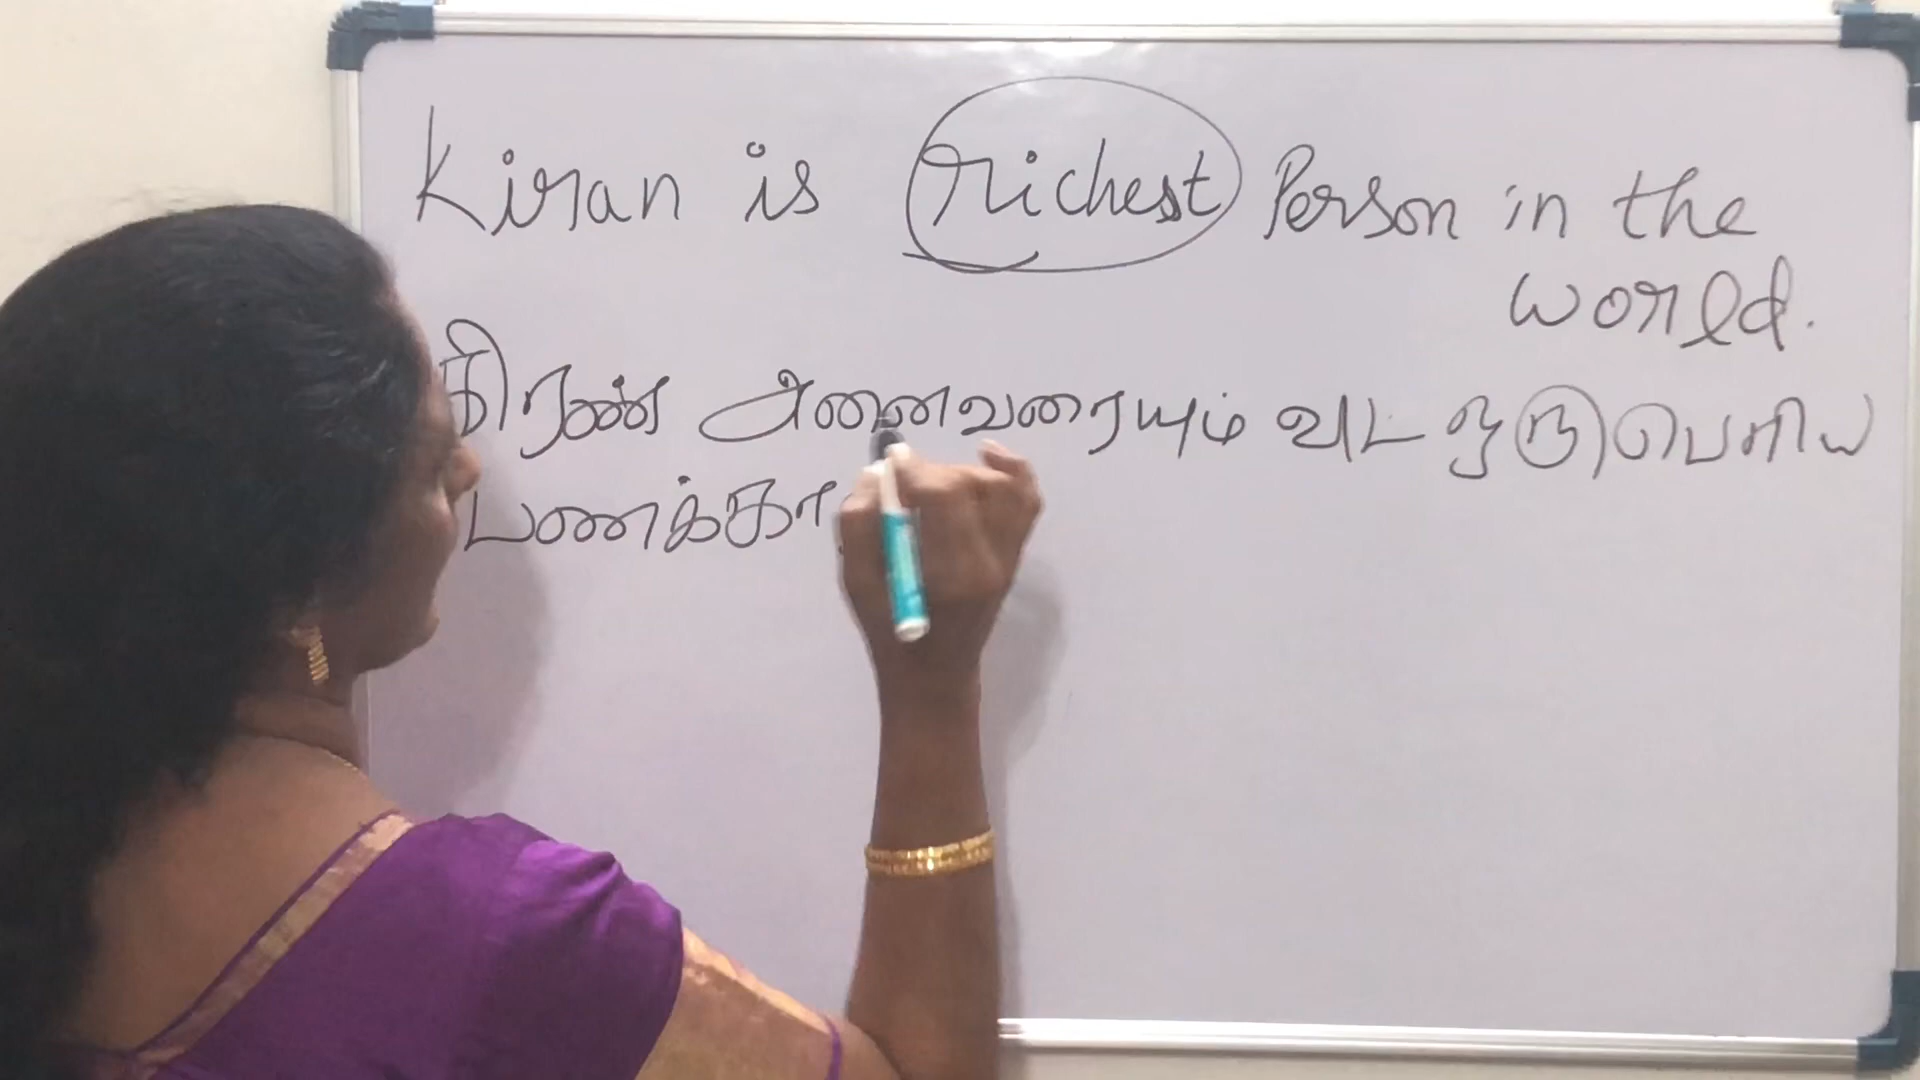 Kiran is richest Person in the
world.
கிரண் அனைவரையும் விட ஒரு பெரிய
பணக்கா